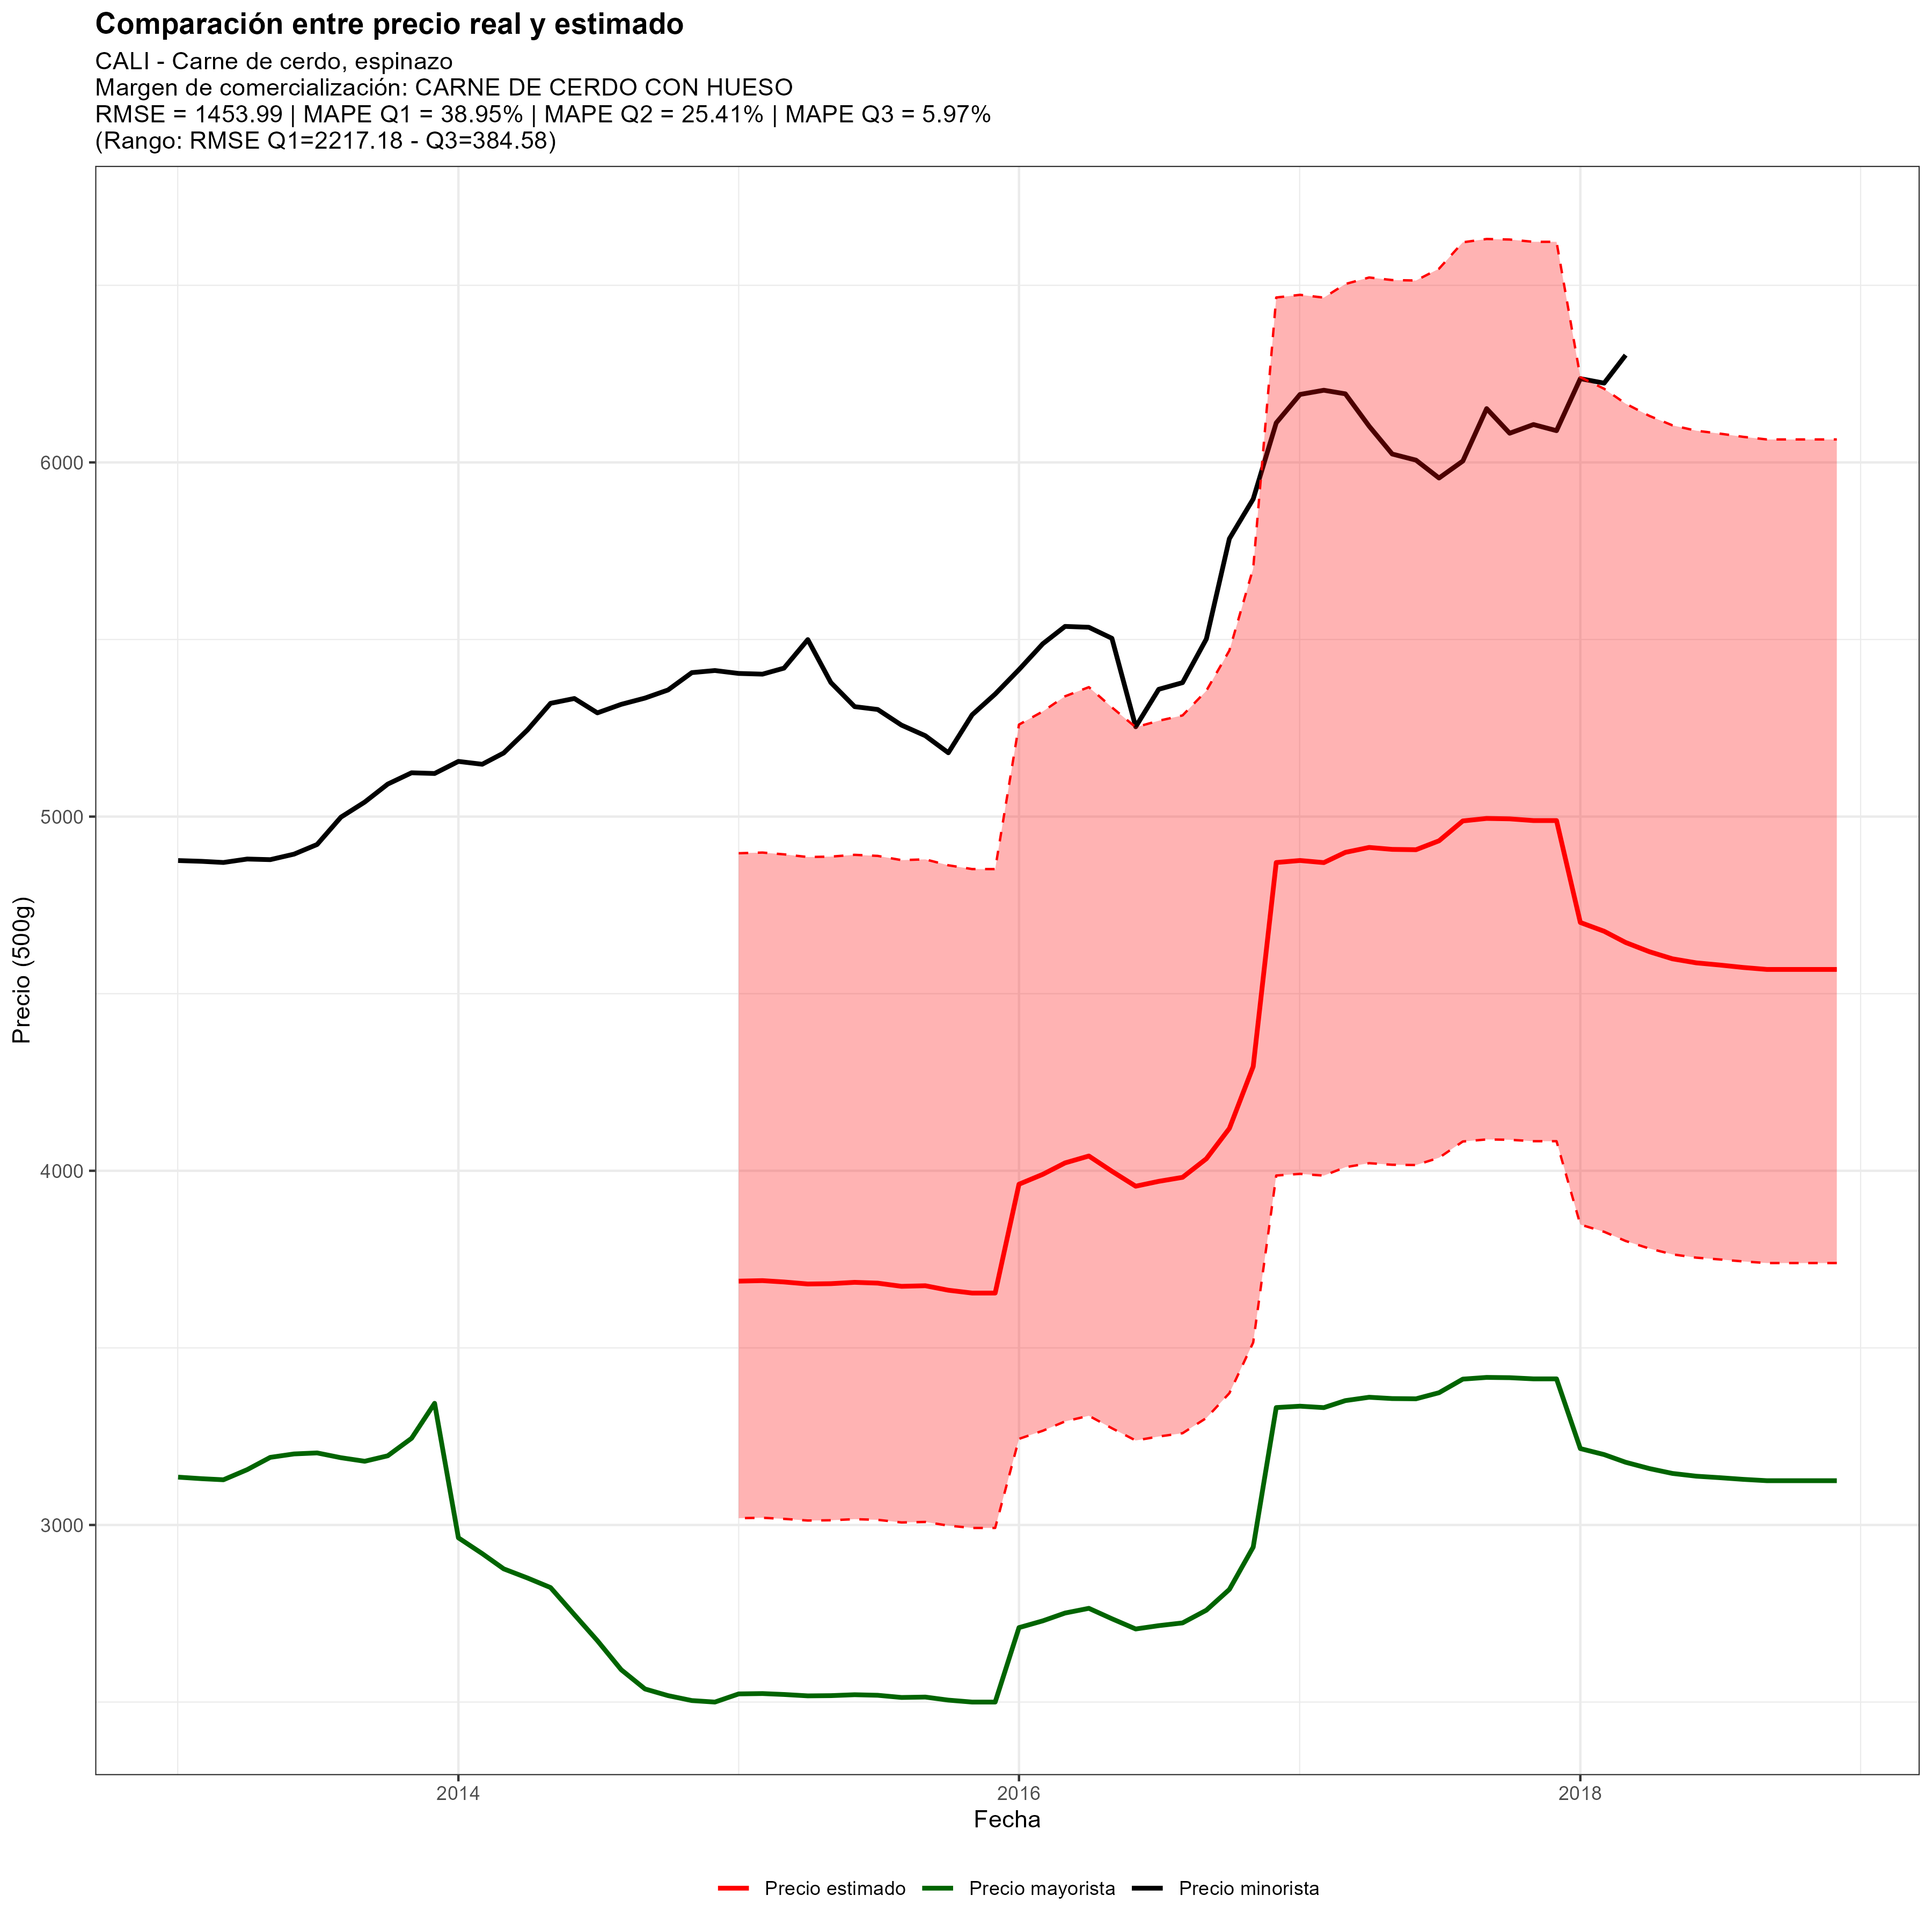 Comparación entre precio real y estimado
CALI - Carne de cerdo, espinazo
Margen de comercialización: CARNE DE CERDO CON HUESO
RMSE = 1453.99 | MAPE Q1 = 38.95% | MAPE Q2 = 25.41% | MAPE Q3 = 5.97%
(Rango: RMSE Q1=2217.18 - Q3=384.58)
Precio (500g)
6000
5000
4000
3000
2014
2016
2018
Fecha
Precio estimado
Precio mayorista
Precio minorista